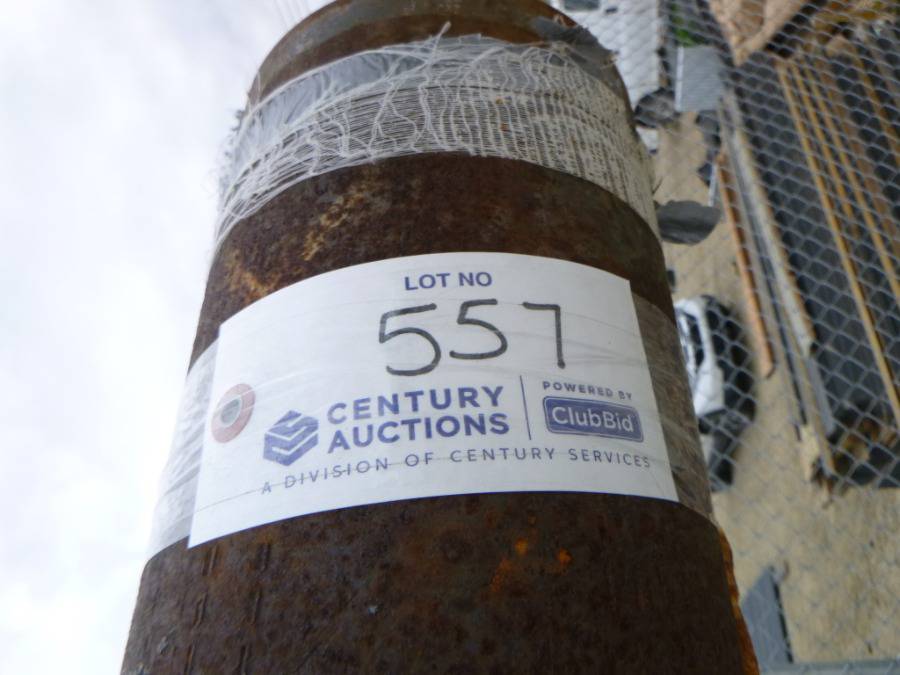 LOT NO
557
CENTURY AUCTIONS
POWERED BY
ClubBid
A DIVISION OF CENTURY SERVICES